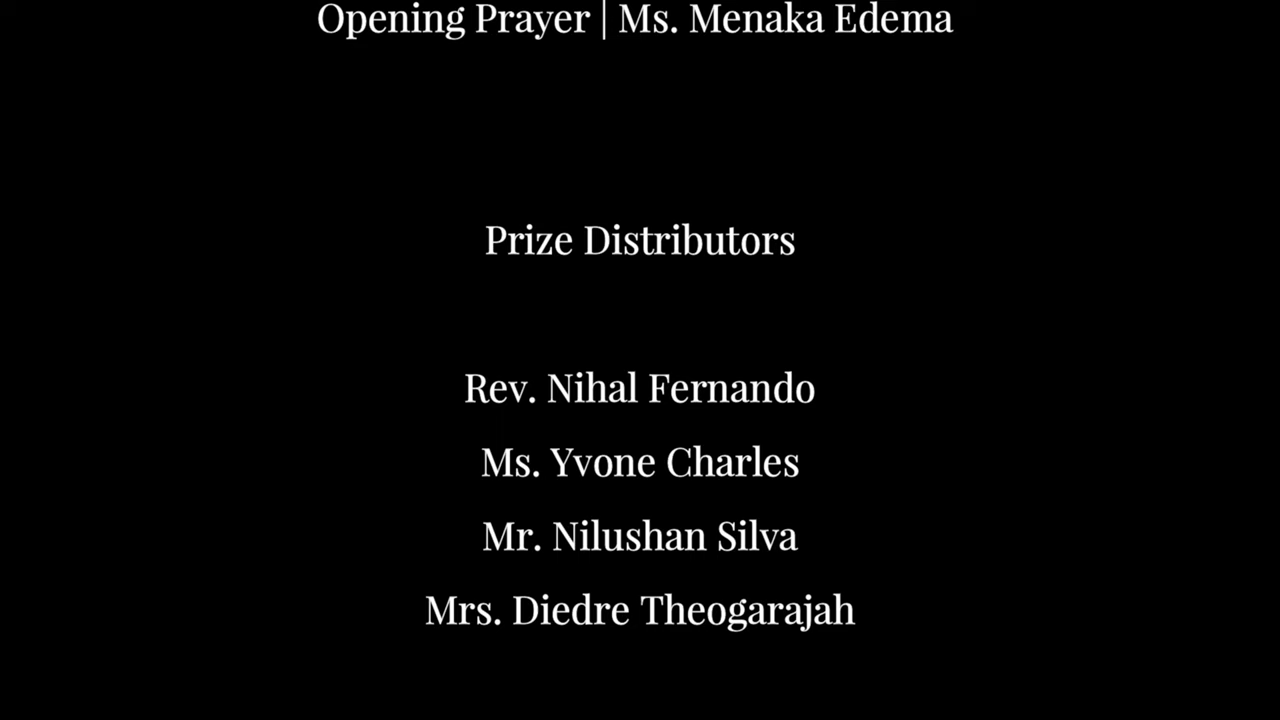 Opening Prayer | Ms. Menaka Edema
Prize Distributors
Rev. Nihal Fernando
Ms. Yvone Charles
Mr. Nilushan Silva
Mrs. Diedre Theogarajah